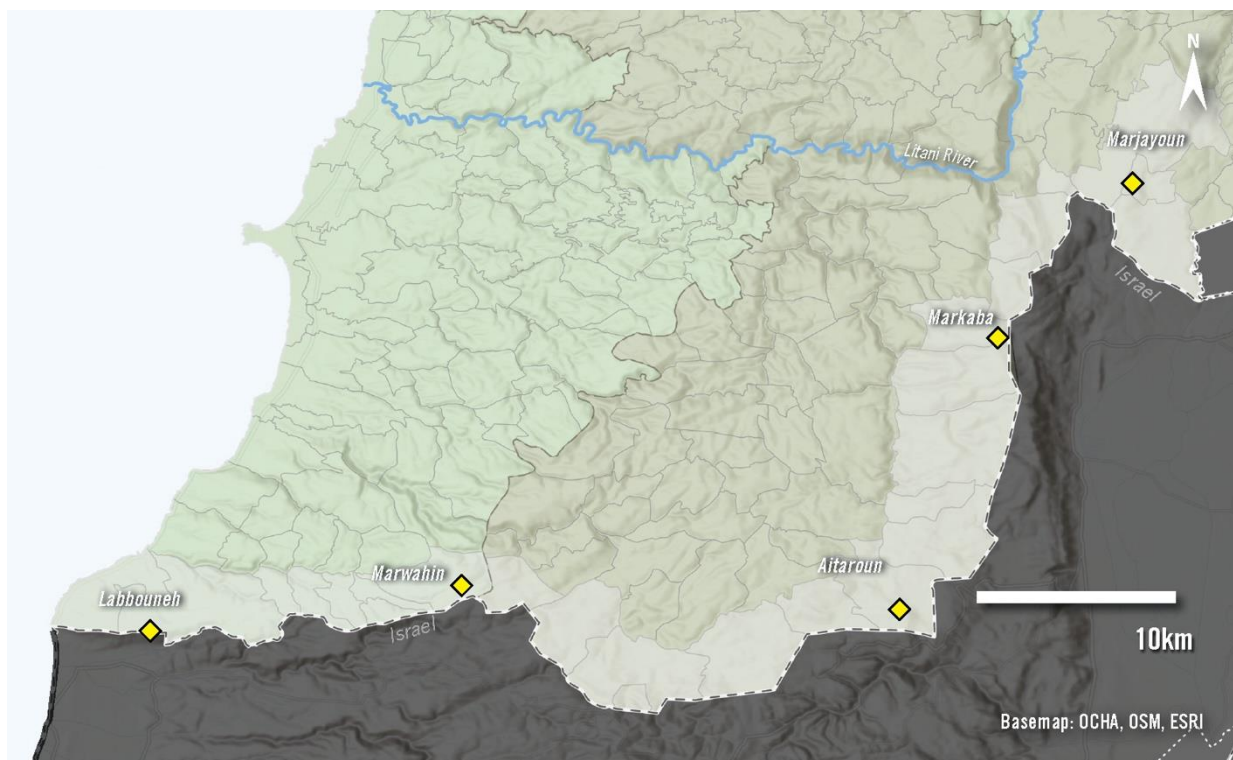 N
Marjayoun
Litani River
Israel
Markaba
Aitaroun
Marwahin
Labbouneh
Israel
10km
Basemap: OCHA, OSM, ESRI